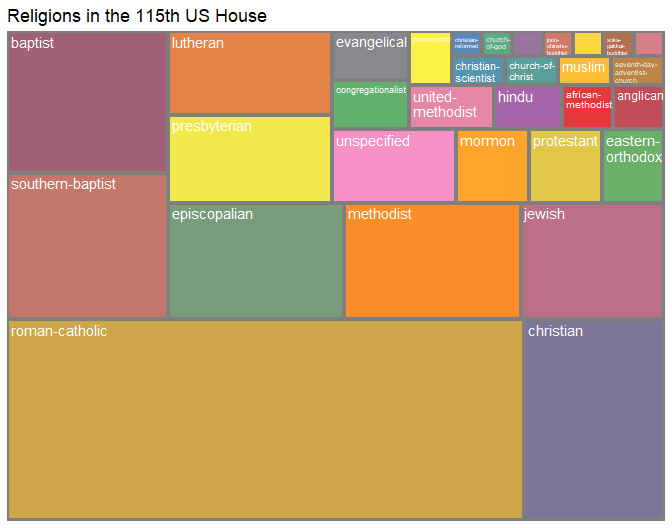 Religions in the 115th US House
baptist
lutheran
evangelical
christian-
reformed
church-
of-god
jodo-
shinshu-
buddhist
soka-
gakkai-
buddhist
christian-
scientist
church-of-
christ
muslim
seventh-day-
adventist-
church
congregationalist
united-
methodist
hindu
african-
methodist
anglican
presbyterian
unspecified
mormon
protestant
eastern-
orthodox
southern-baptist
episcopalian
methodist
jewish
roman-catholic
christian